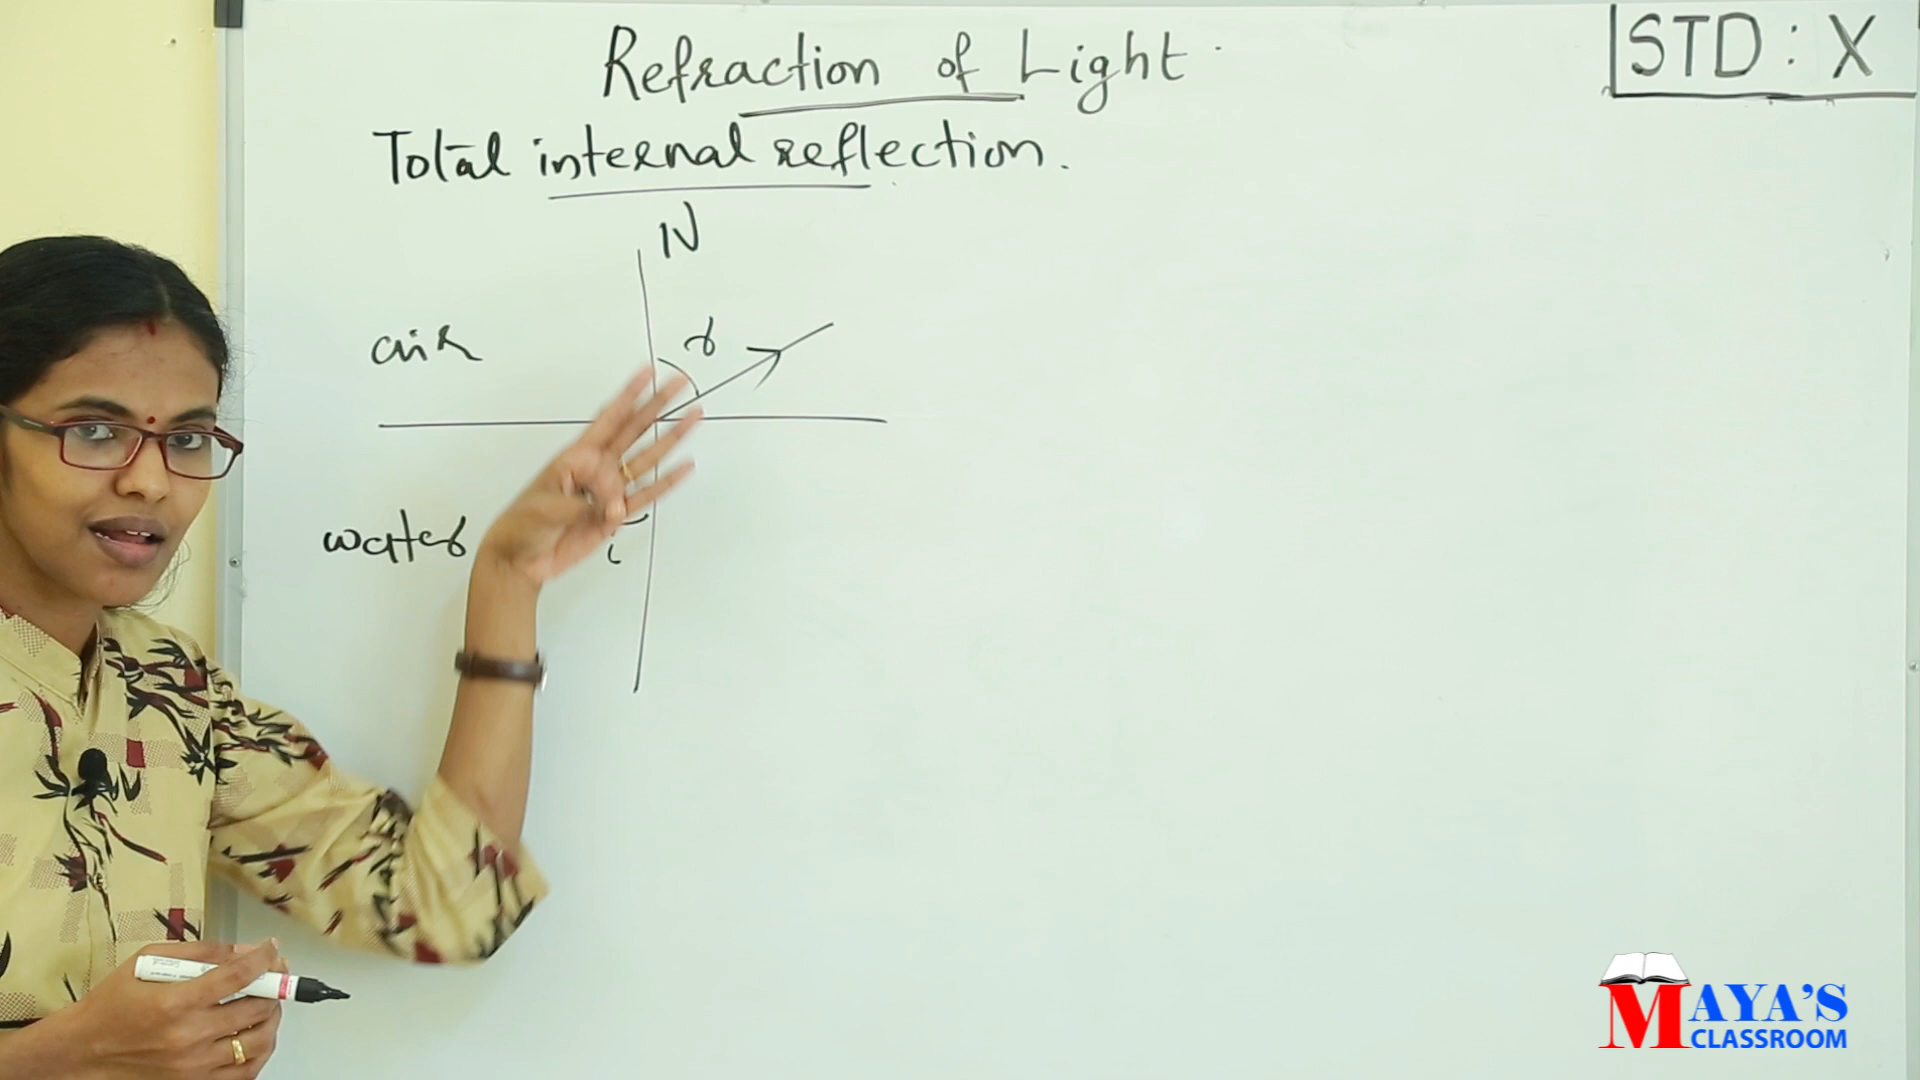 Refraction of Light
STD : X
Total internal reflection.
N
air
r
water
i
MAYA'S
CLASSROOM